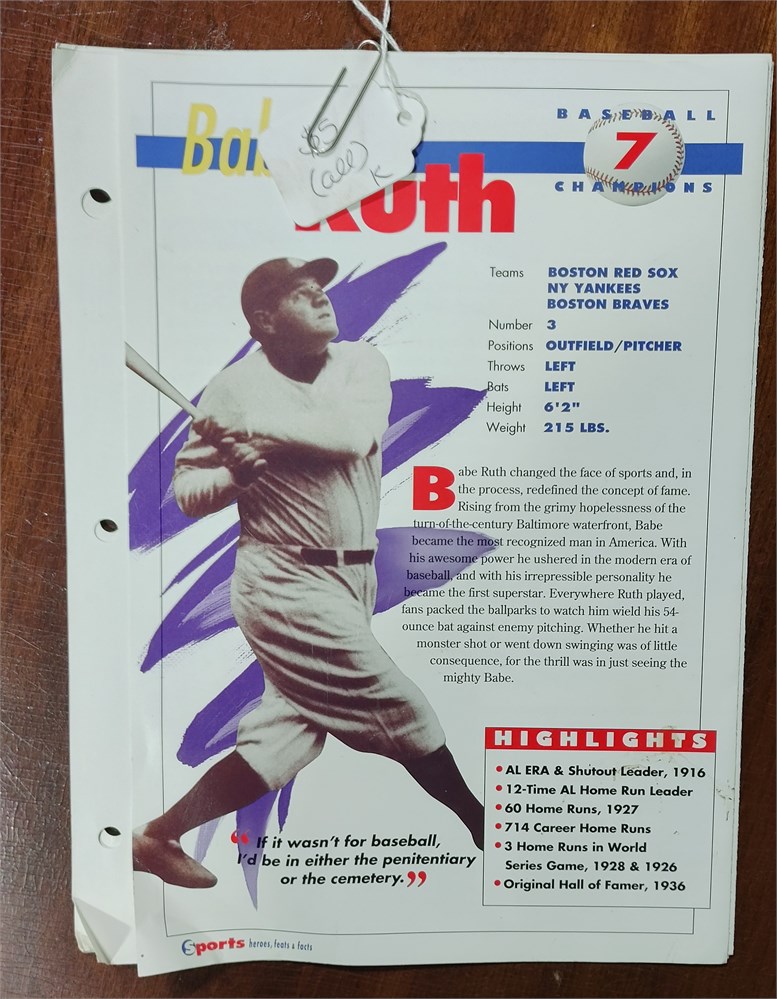 $5
(all)
K
Bab
Ruth
BASEBALL
7
CHAMPIONS
Teams BOSTON RED SOX
NY YANKEES
BOSTON BRAVES
Number 3
Positions OUTFIELD/PITCHER
Throws LEFT
Bats LEFT
Height 6'2"
Weight 215 LBS.
Babe Ruth changed the face of sports and, in
the process, redefined the concept of fame.
Rising from the grimy hopelessness of the
turn-of-the-century Baltimore waterfront, Babe
became the most recognized man in America. With
his awesome power he ushered in the modern era of
baseball, and with his irrepressible personality he
became the first superstar. Everywhere Ruth played,
fans packed the ballparks to watch him wield his 54-
ounce bat against enemy pitching. Whether he hit a
monster shot or went down swinging was of little
consequence, for the thrill was in just seeing the
mighty Babe.
HIGHLIGHTS
• AL ERA & Shutout Leader, 1916
• 12-Time AL Home Run Leader
• 60 Home Runs, 1927
• 714 Career Home Runs
• 3 Home Runs in World
Series Game, 1928 & 1926
• Original Hall of Famer, 1936
“If it wasn't for baseball,
I'd be in either the penitentiary
or the cemetery.”
Sports heroes, feats & facts